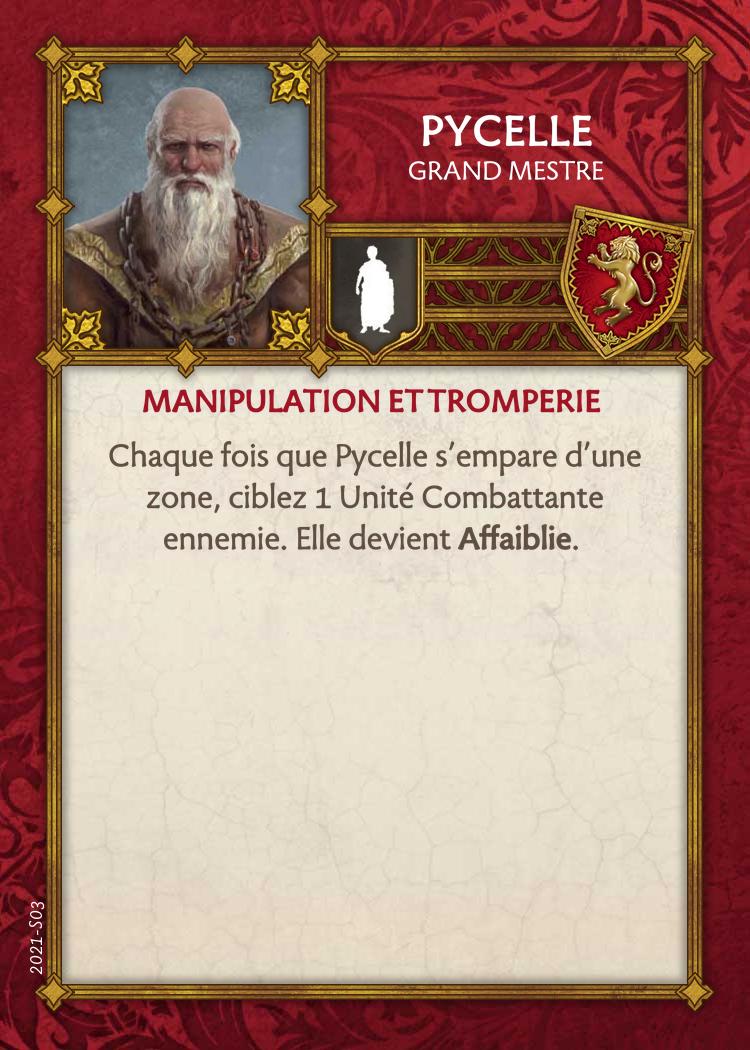 PYCELLE
GRAND MESTRE
MANIPULATION ET TROMPERIE
Chaque fois que Pycelle s’empare d’une
zone, ciblez 1 Unité Combattante
ennemie. Elle devient Affaiblie.
2021-S03